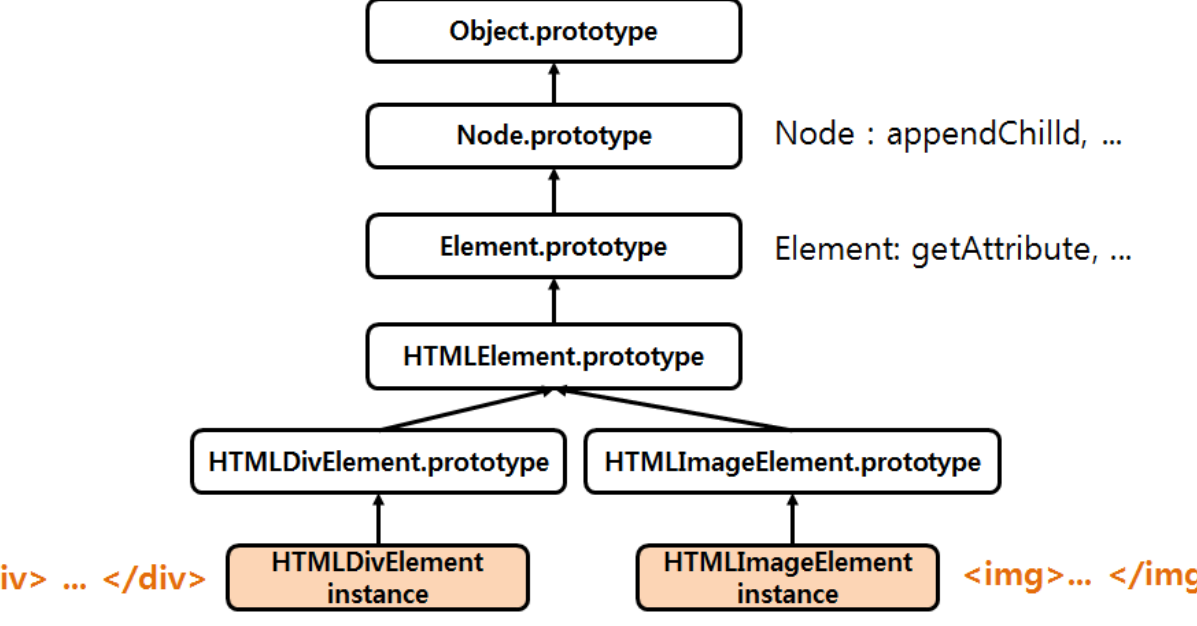 Object.prototype
Node.prototype
Node : appendChilld, ...
Element.prototype
Element: getAttribute, ...
HTMLElement.prototype
HTMLDivElement.prototype
HTMLImageElement.prototype
iv> ... </div>
HTMLDivElement
instance
HTMLImageElement
instance
<img>... </img